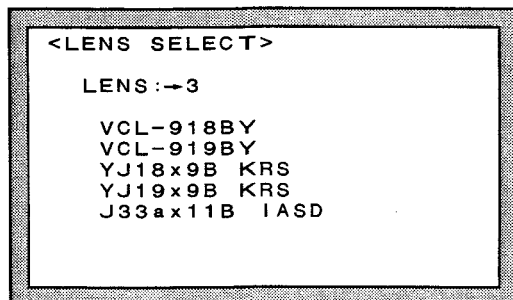 <LENS SELECT>
LENS:→3
VCL-918BY
VCL-919BY
YJ18x9B KRS
YJ19x9B KRS
J33ax11B IASD